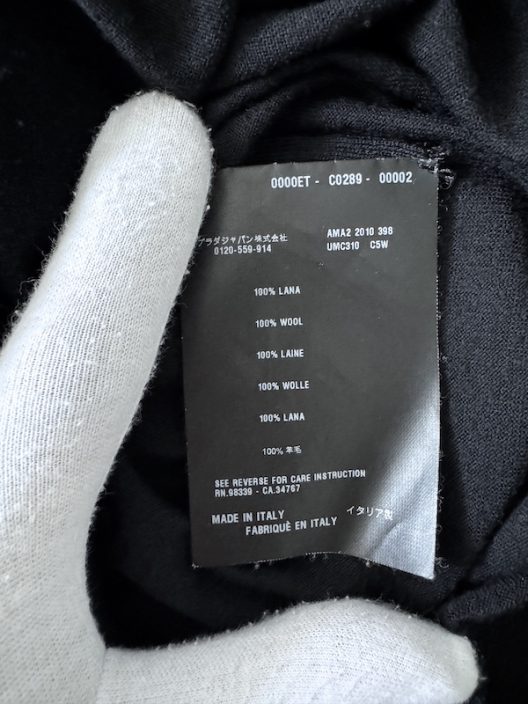 0000ET - C0289 - 00002
プラダジャパン株式会社
0120-559-914
AMA2 2010 398
UMC310 C5W
100% LANA
100% WOOL
100% LAINE
100% WOLLE
100% LANA
100% 羊毛
SEE REVERSE FOR CARE INSTRUCTION
RN.98339 - CA.34767
MADE IN ITALY
イタリア製
FABRIQUÈ EN ITALY